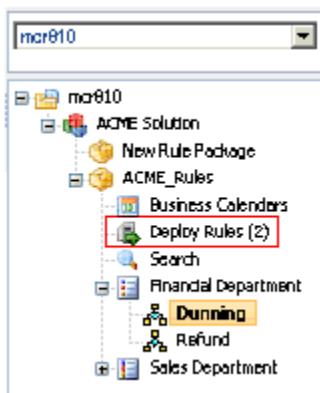 mcr810
mcr810
ACME Solution
New Rule Package
ACME_Rules
Business Calendars
Deploy Rules (2)
Search
Financial Department
Dunning
Refund
Sales Department